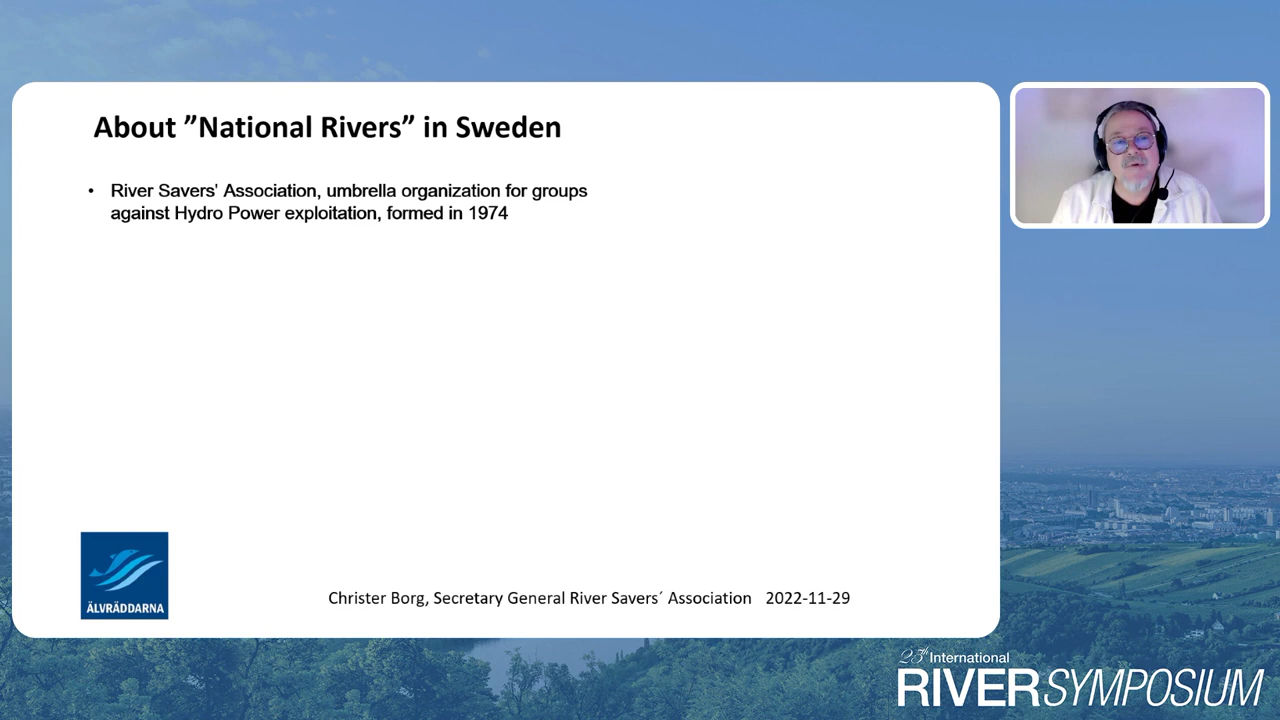 About ”National Rivers” in Sweden
• River Savers' Association, umbrella organization for groups
against Hydro Power exploitation, formed in 1974
ÄLVRÄDDARNA
Christer Borg, Secretary General River Savers´ Association 2022-11-29
25th International
RIVERSYMPOSIUM